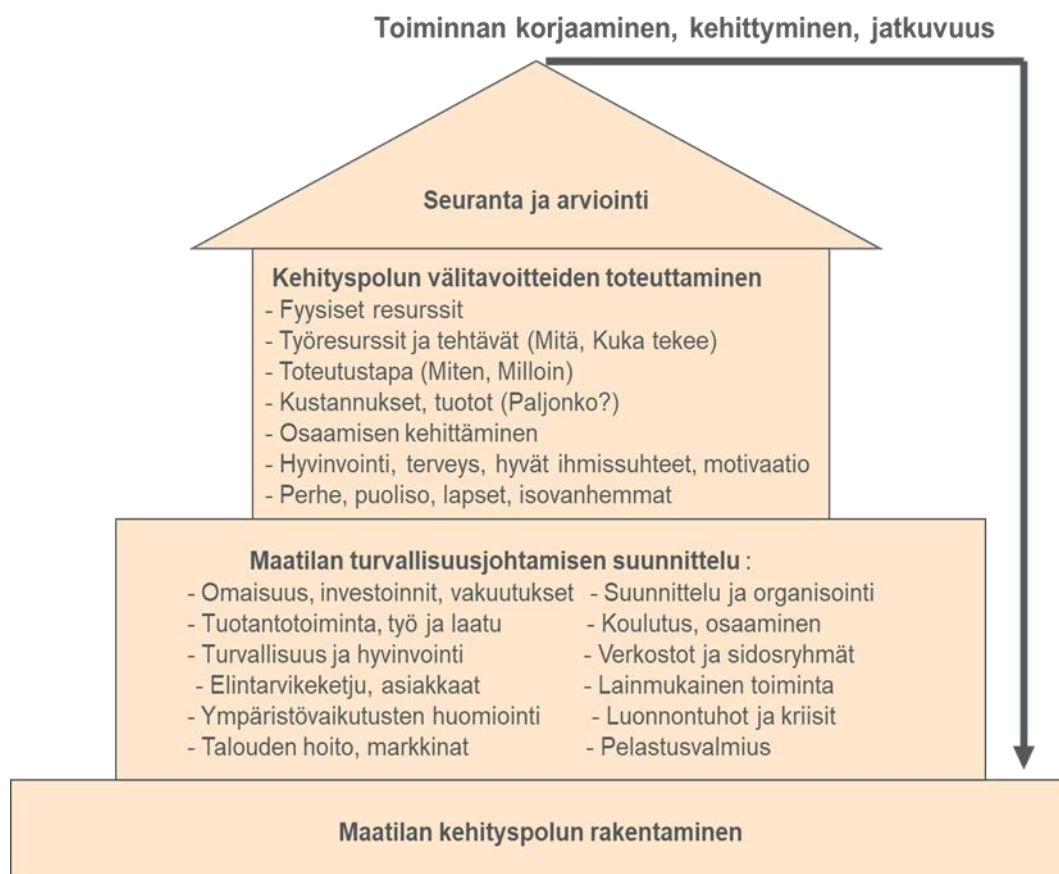 Toiminnan korjaaminen, kehittyminen, jatkuvuus
Seuranta ja arviointi
Kehityspolun välitavoitteiden toteuttaminen
- Fyysiset resurssit
- Työresurssit ja tehtävät (Mitä, Kuka tekee)
- Toteutustapa (Miten, Milloin)
- Kustannukset, tuotot (Paljonko?)
- Osaamisen kehittäminen
- Hyvinvointi, terveys, hyvät ihmissuhteet, motivaatio
- Perhe, puoliso, lapset, isovanhemmat
Maatilan turvallisuusjohtamisen suunnittelu :
- Omaisuus, investoinnit, vakuutukset - Suunnittelu ja organisointi
- Tuotantotoiminta, työ ja laatu - Koulutus, osaaminen
- Turvallisuus ja hyvinvointi - Verkostot ja sidosryhmät
- Elintarvikeketju, asiakkaat - Lainmukainen toiminta
- Ympäristövaikutusten huomiointi - Luonnontuhot ja kriisit
- Talouden hoito, markkinat - Pelastusvalmius
Maatilan kehityspolun rakentaminen